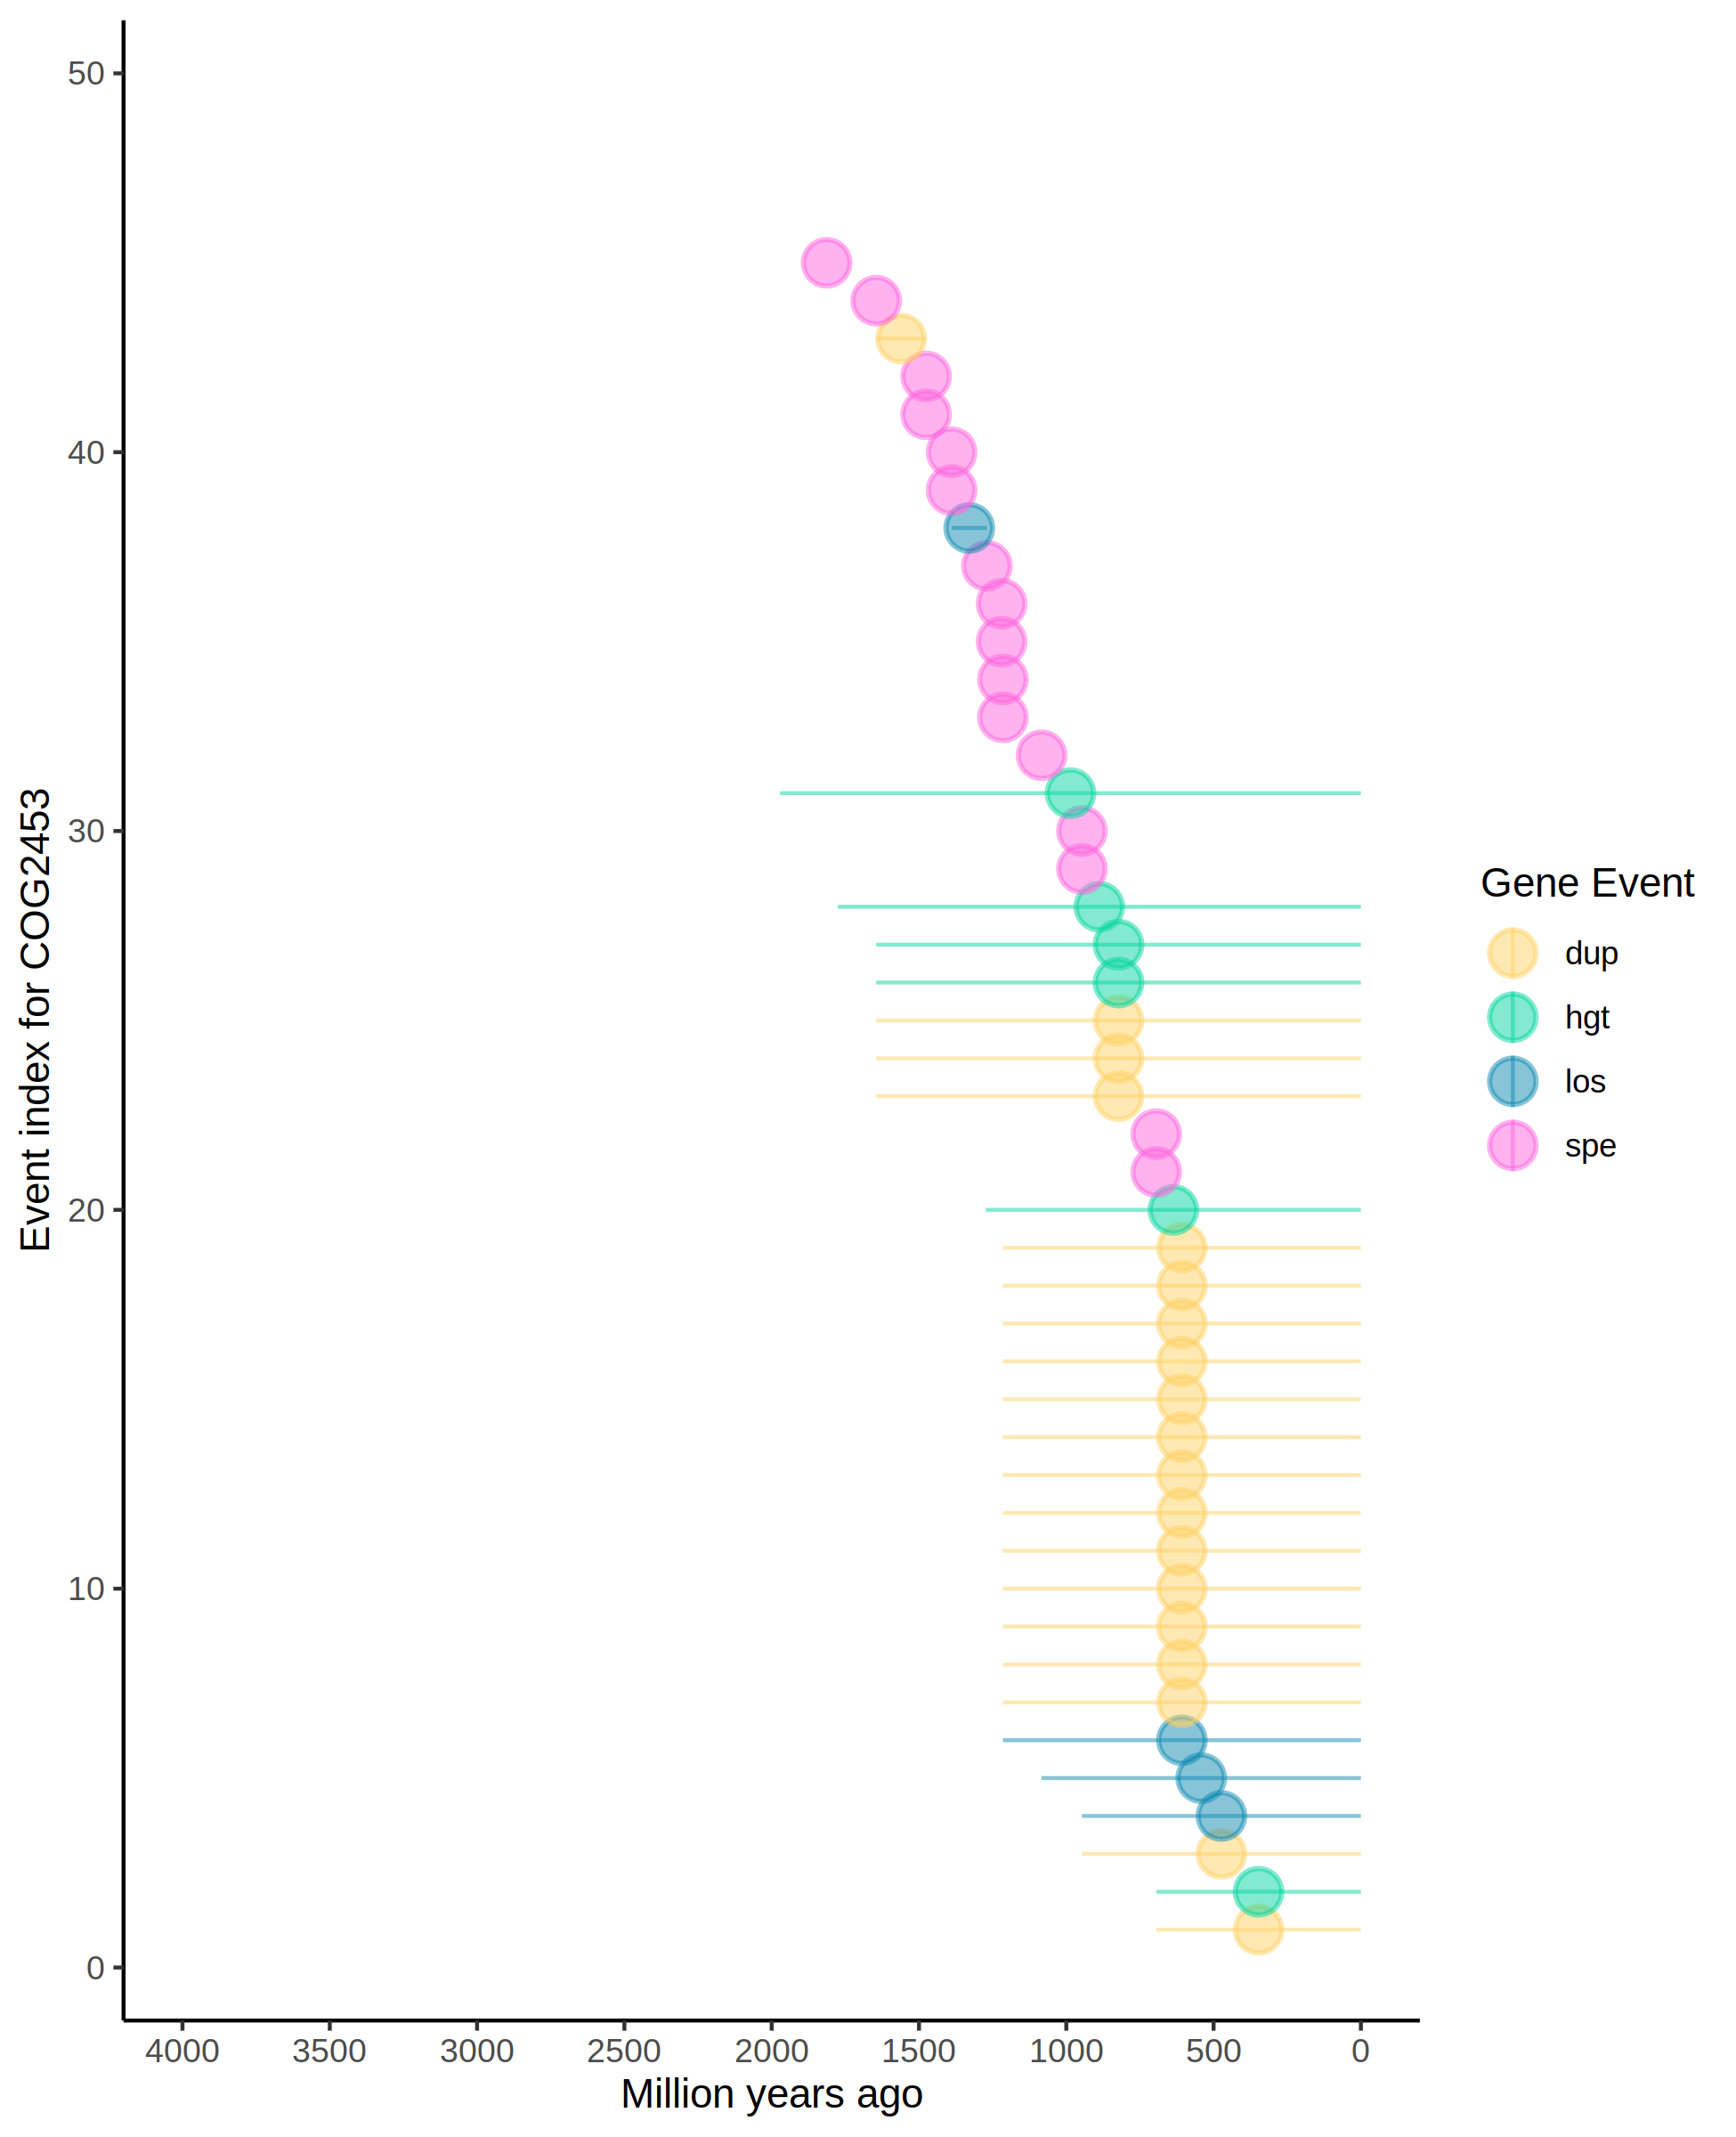 50
40
30
20
10
0
Event index for COG2453
4000 3500 3000 2500 2000 1500 1000 500 0
Million years ago
Gene Event
dup
hgt
los
spe